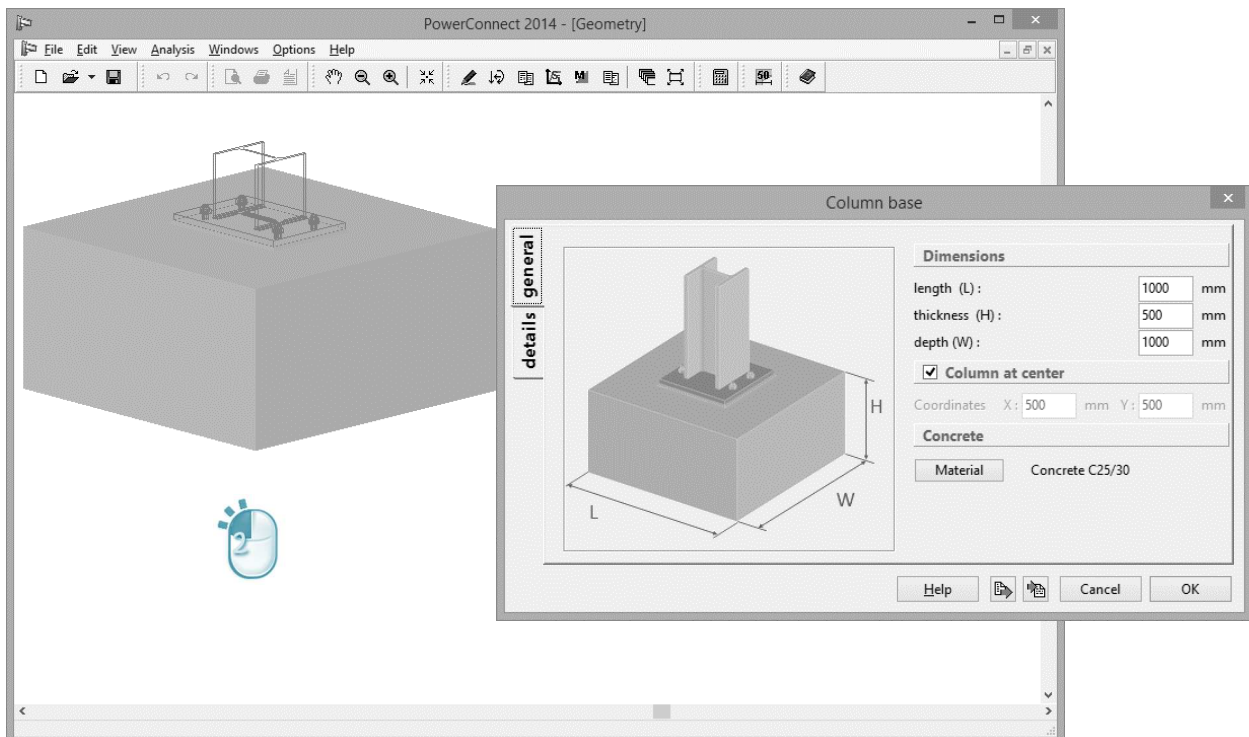 PowerConnect 2014 - [Geometry]
File Edit View Analysis Windows Options Help
M 50
Column base
general
details
Dimensions
length (L) : 1000 mm
thickness (H) : 500 mm
depth (W) : 1000 mm
Column at center
Coordinates X : 500 mm Y : 500 mm
Concrete
Material Concrete C25/30
H
W
L
2
Help Cancel OK